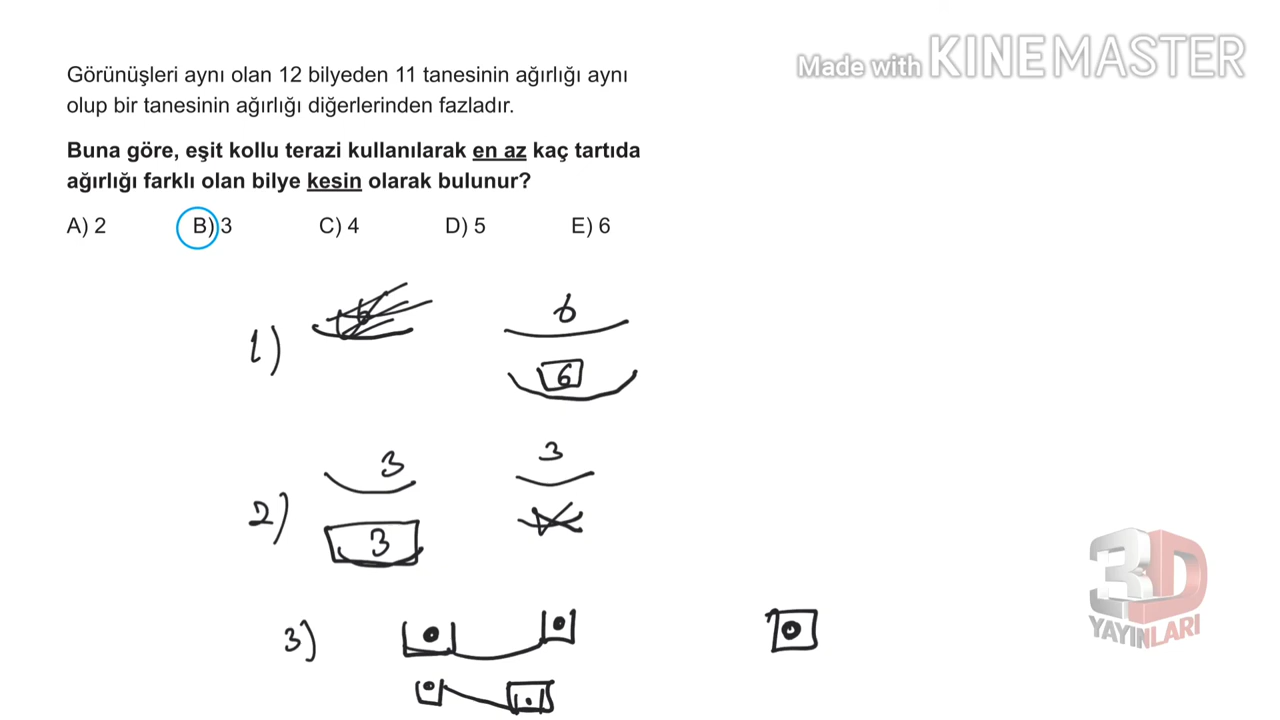 Görünüşleri aynı olan 12 bilyeden 11 tanesinin ağırlığı aynı
olup bir tanesinin ağırlığı diğerlerinden fazladır.
Buna göre, eşit kollu terazi kullanılarak en az kaç tartıda
ağırlığı farklı olan bilye kesin olarak bulunur?
A) 2 B) 3 C) 4 D) 5 E) 6
Made with KINEMASTER
1) 6 6
6
2) 3 3
3
3)
3D
YAYINLARI